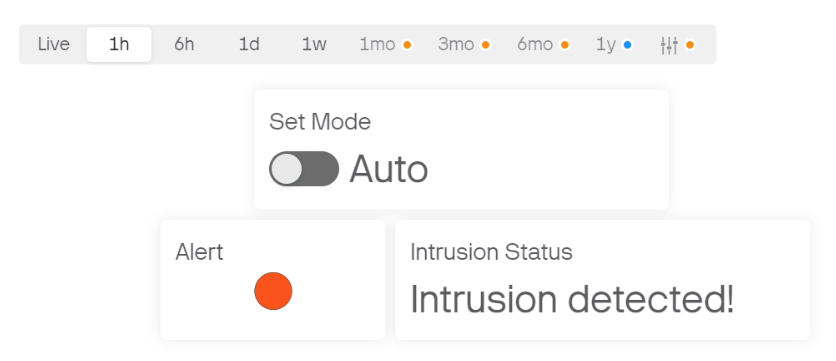 Live 1h 6h 1d 1w 1mo 3mo 6mo 1y
Set Mode
Auto
Alert
Intrusion Status
Intrusion detected!